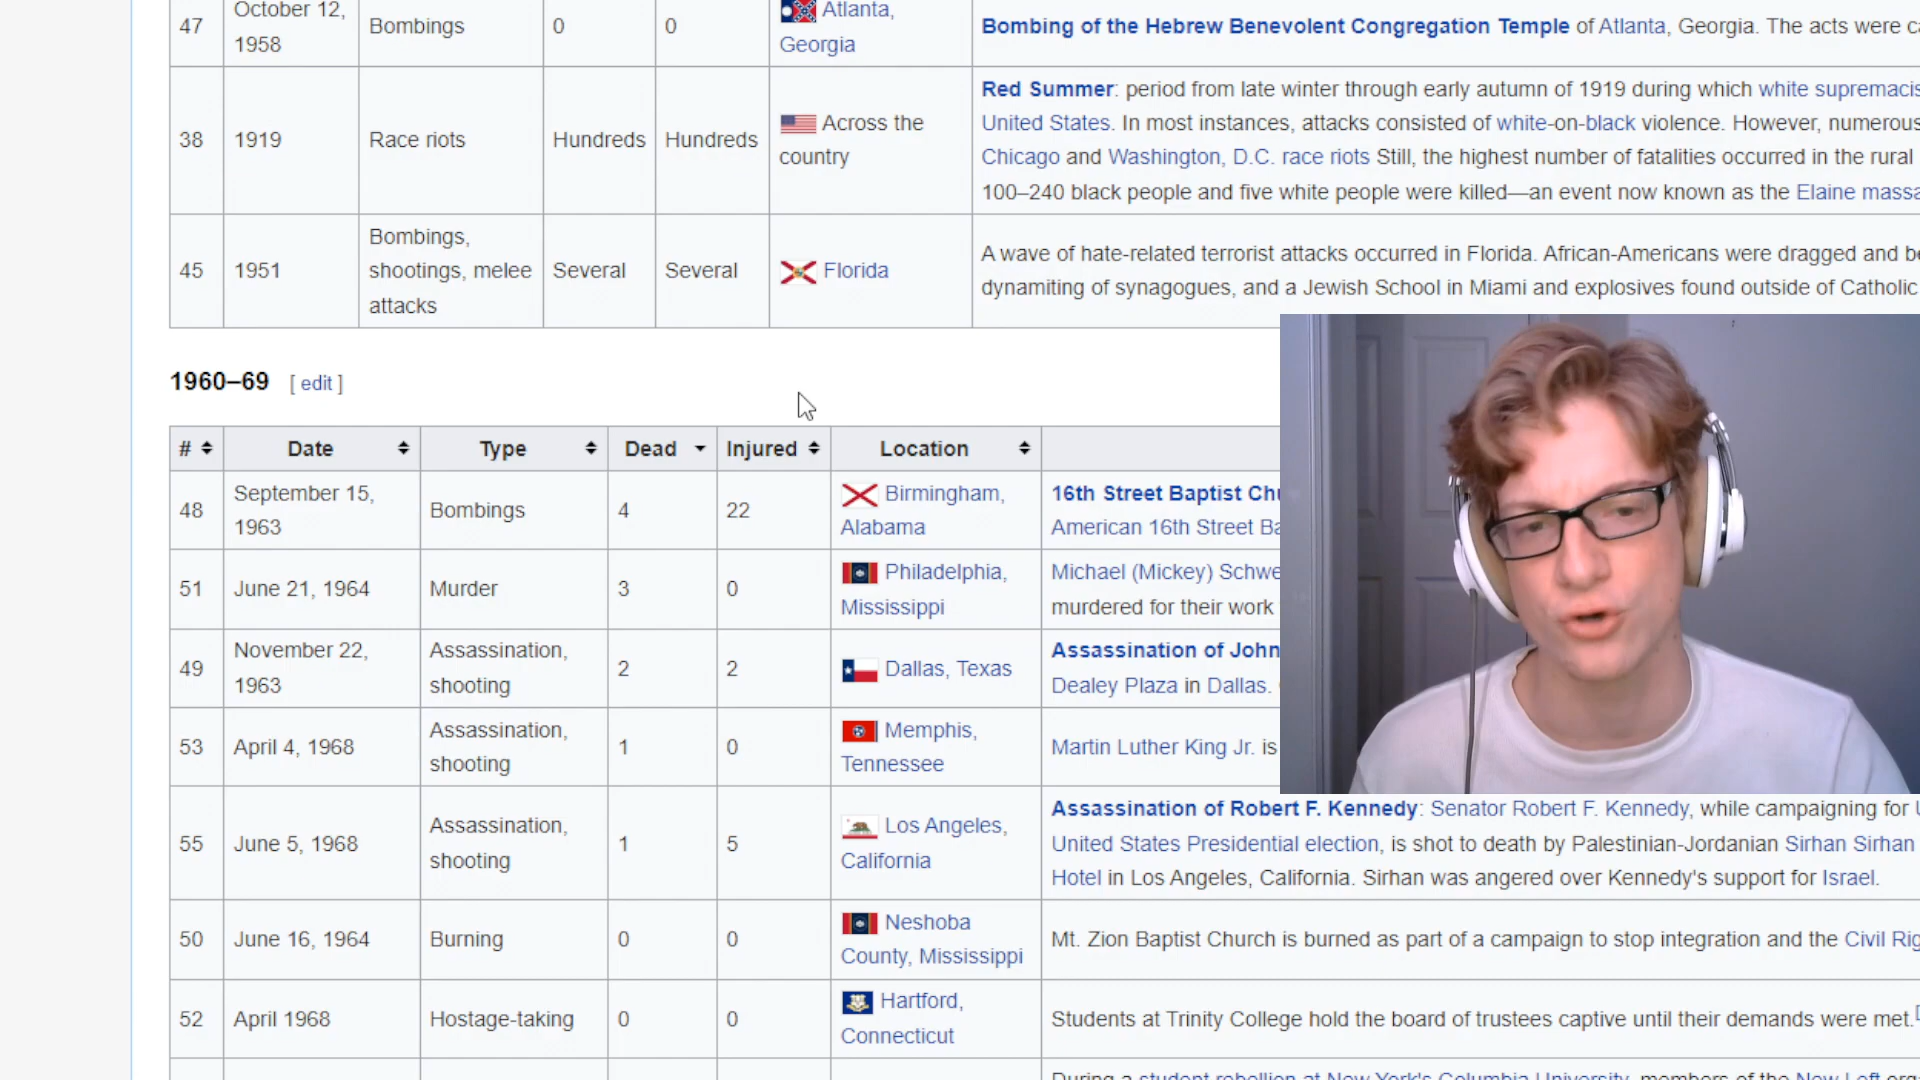 47 October 12, 1958 Bombings 0 0 Atlanta, Georgia Bombing of the Hebrew Benevolent Congregation Temple of Atlanta, Georgia. The acts were
38 1919 Race riots Hundreds Hundreds Across the country Red Summer: period from late winter through early autumn of 1919 during which white
United States. In most instances, attacks consisted of white-on-black violence. However,
Chicago and Washington, D.C. race riots Still, the highest number of fatalities occurred in the rural
100–240 black people and five white people were killed—an event now known as the Elaine
45 1951 Bombings, shootings, melee attacks Several Several Florida A wave of hate-related terrorist attacks occurred in Florida. African-Americans were dragged and
dynamiting of synagogues, and a Jewish School in Miami and explosives found outside of Catholic
1960–69 [ edit ]
# Date Type Dead Injured Location
48 September 15, 1963 Bombings 4 22 Birmingham, Alabama 16th Street Baptist
American 16th Street
51 June 21, 1964 Murder 3 0 Philadelphia, Mississippi Michael (Mickey)
murdered for their work
49 November 22, 1963 Assassination, shooting 2 2 Dallas, Texas Assassination of John
Dealey Plaza in Dallas.
53 April 4, 1968 Assassination, shooting 1 0 Memphis, Tennessee Martin Luther King Jr. is
55 June 5, 1968 Assassination, shooting 1 5 Los Angeles, California Assassination of Robert F. Kennedy: Senator Robert F. Kennedy, while campaigning for
United States Presidential election, is shot to death by Palestinian-Jordanian Sirhan Sirhan
Hotel in Los Angeles, California. Sirhan was angered over Kennedy's support for Israel.
50 June 16, 1964 Burning 0 0 Neshoba County, Mississippi Mt. Zion Baptist Church is burned as part of a campaign to stop integration and the Civil
52 April 1968 Hostage-taking 0 0 Hartford, Connecticut Students at Trinity College hold the board of trustees captive until their demands were met.
During a student rebellion at New York's Columbia University, members of the New Left